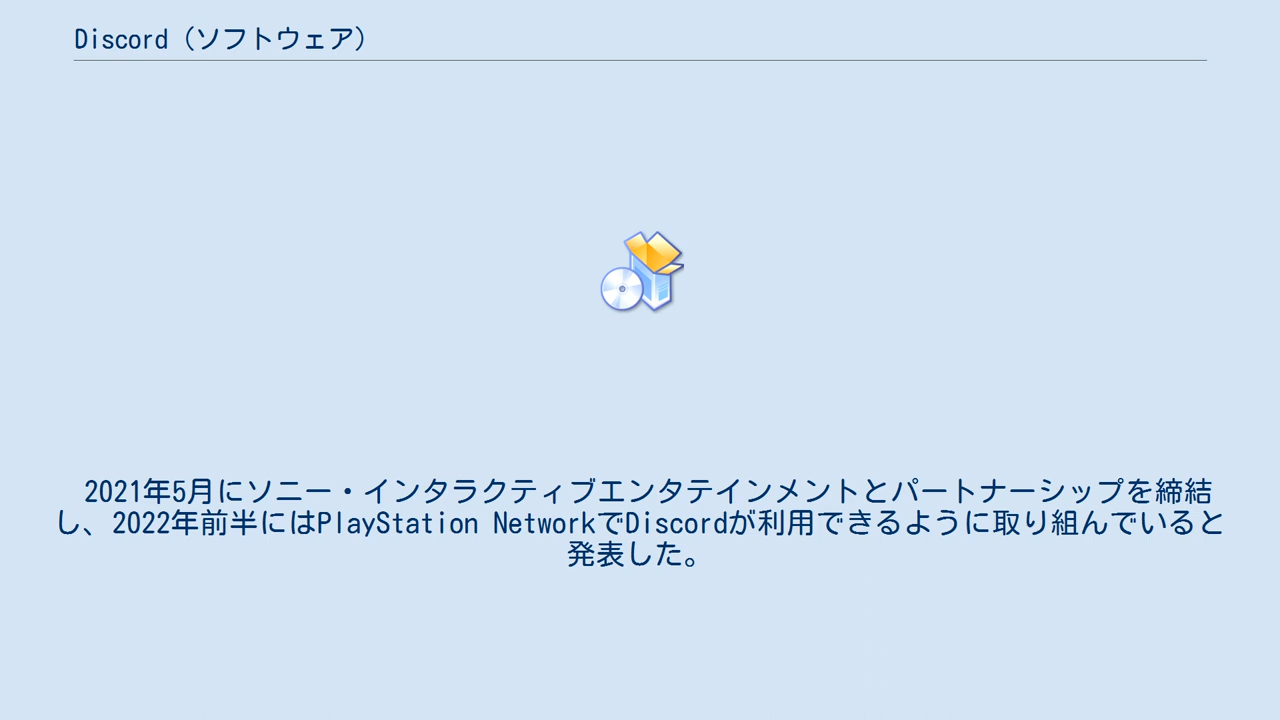 Discord（ソフトウェア）
2021年5月にソニー・インタラクティブエンタテインメントとパートナーシップを締結
し、2022年前半にはPlayStation NetworkでDiscordが利用できるように取り組んでいると
発表した。